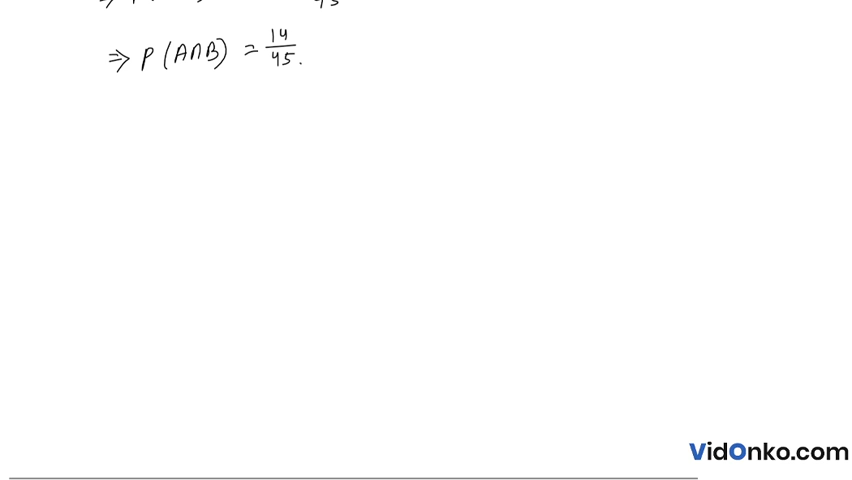 ⇒ P(A∩B) = 14/45.
VidOnko.com